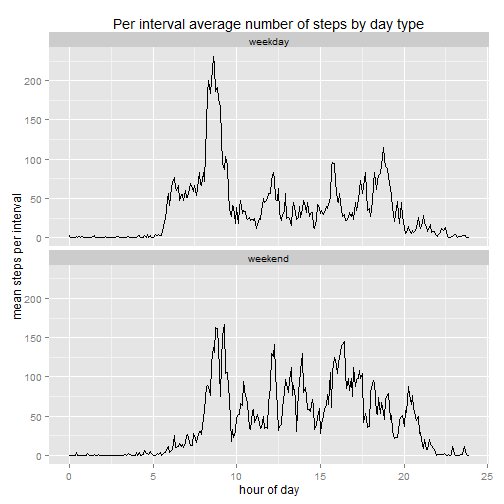 Per interval average number of steps by day type
weekday
200
150
100
50
0
weekend
200
150
100
50
0
mean steps per interval
0 5 10 15 20 25
hour of day